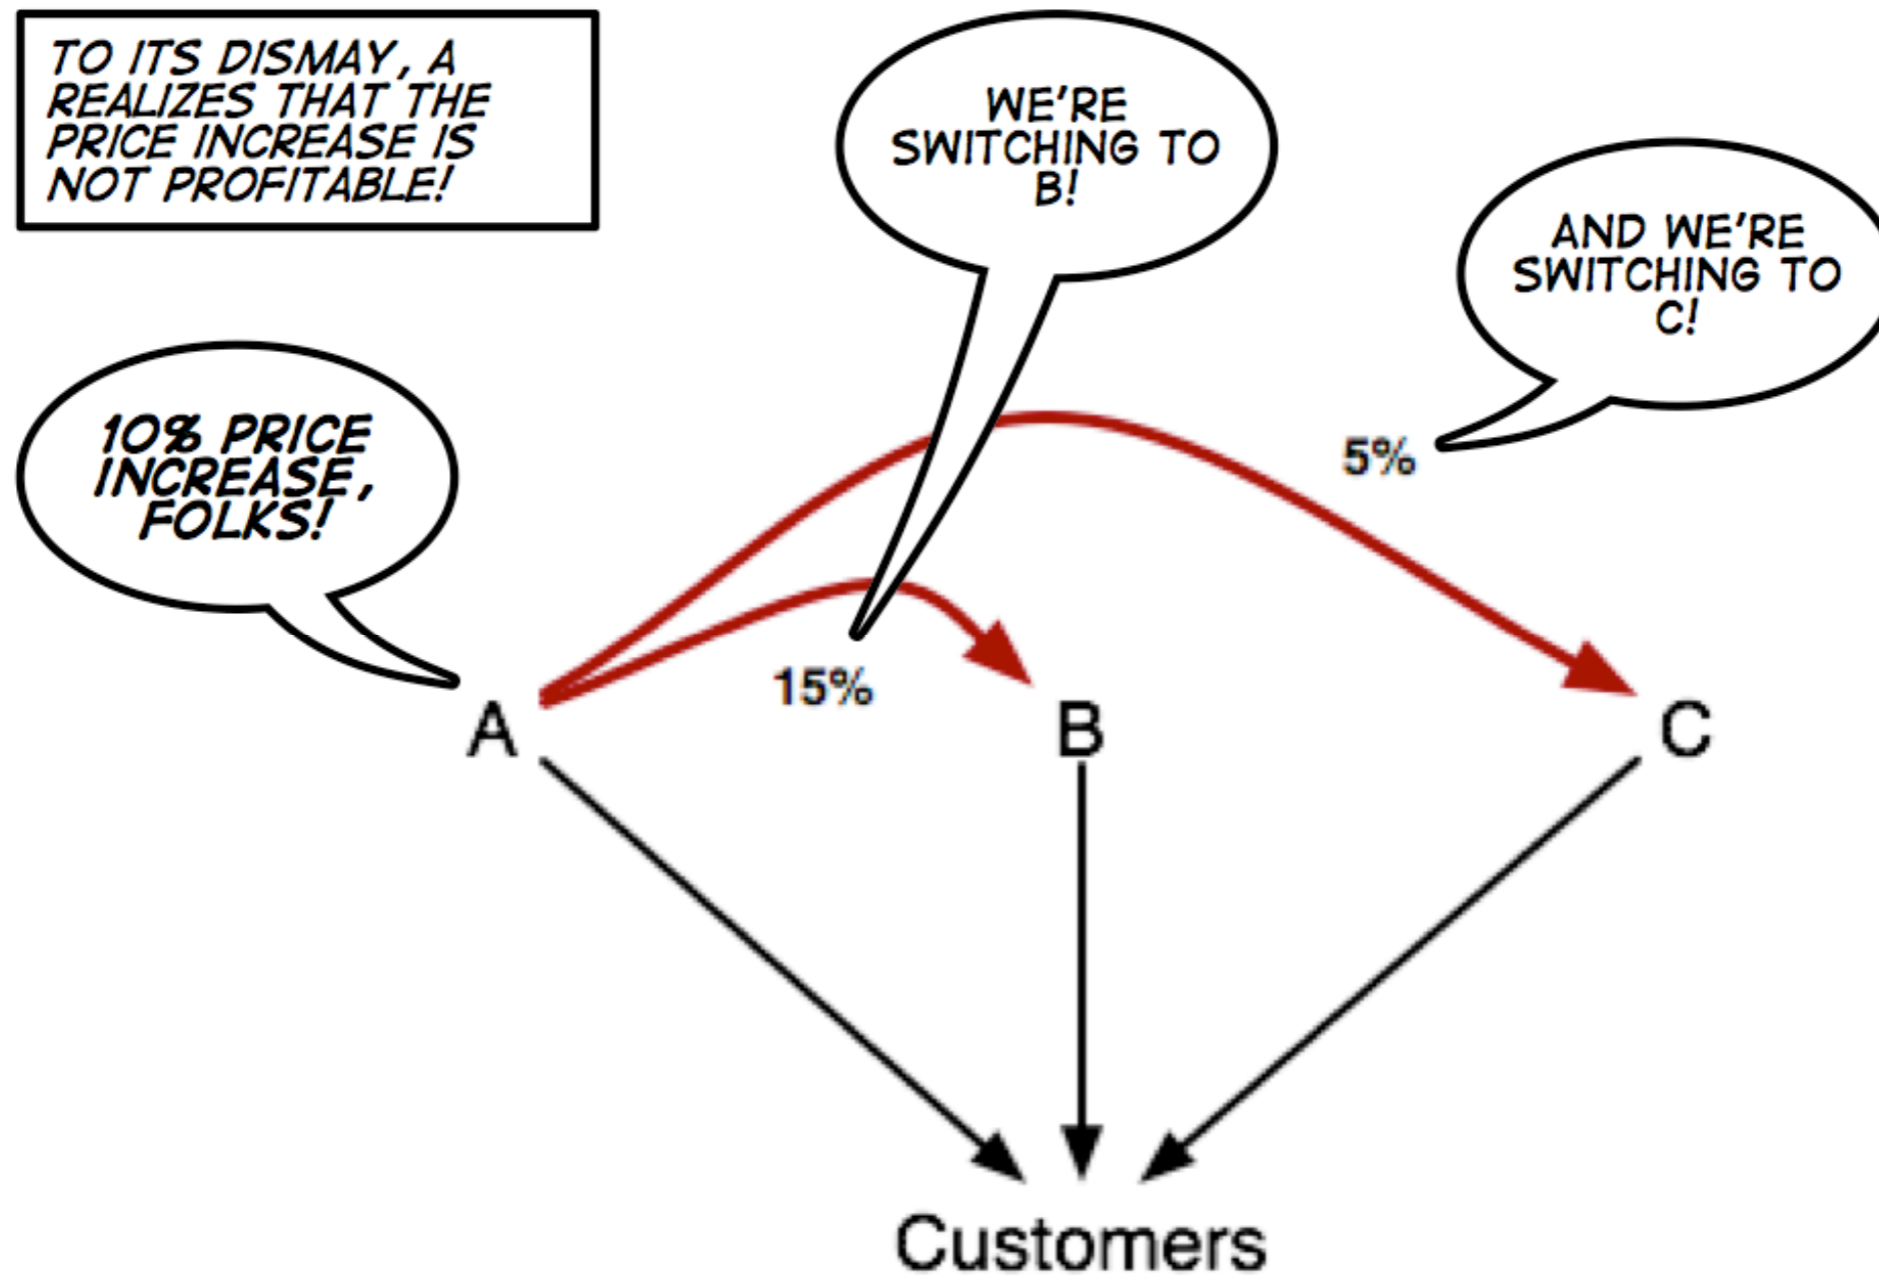 TO ITS DISMAY, A
REALIZES THAT THE
PRICE INCREASE IS
NOT PROFITABLE!
WE'RE
SWITCHING TO
B!
AND WE'RE
SWITCHING TO
C!
10% PRICE
INCREASE,
FOLKS!
5%
15%
A
B
C
Customers